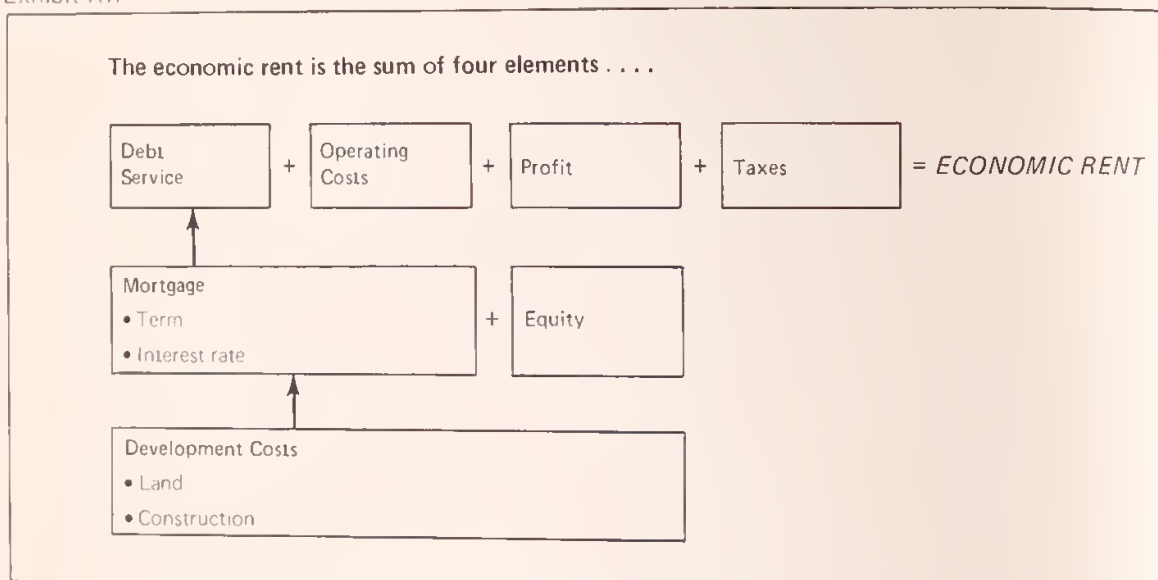 The economic rent is the sum of four elements . . . .
Debt Service + Operating Costs + Profit + Taxes = ECONOMIC RENT
Mortgage
• Term
• Interest rate
+ Equity
Development Costs
• Land
• Construction